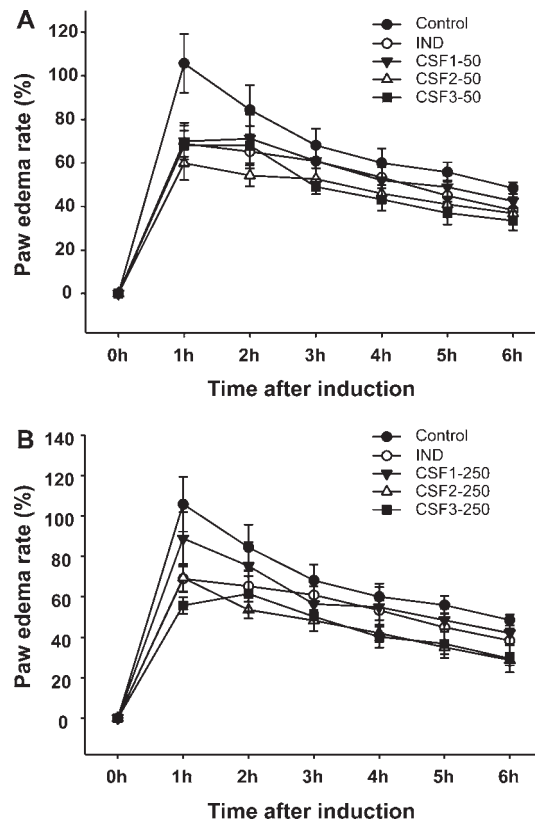 A
Paw edema rate (%)
120
100
80
60
40
20
0
Control
IND
CSF1-50
CSF2-50
CSF3-50
0h 1h 2h 3h 4h 5h 6h
Time after induction
B
Paw edema rate (%)
140
120
100
80
60
40
20
0
Control
IND
CSF1-250
CSF2-250
CSF3-250
0h 1h 2h 3h 4h 5h 6h
Time after induction